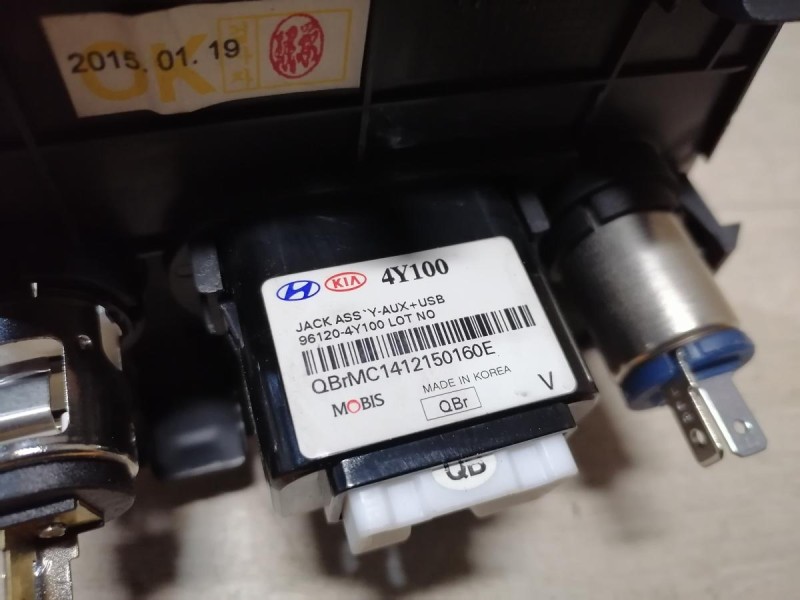 2015. 01. 19
OK
KIA 4Y100
JACK ASS`Y-AUX+USB
96120-4Y100 LOT NO
QBrMC1412150160E
MADE IN KOREA
MOBIS QBr V
QB